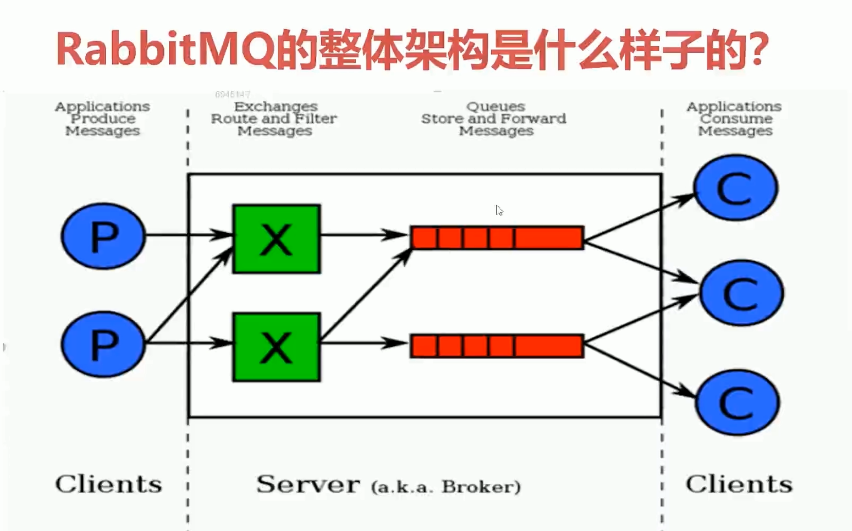 RabbitMQ的整体架构是什么样子的?
6945147
Applications
Produce
Messages
Exchanges
Route and Filter
Messages
Queues
Store and Forward
Messages
Applications
Consume
Messages
P
X
C
P
X
C
C
Clients
Server (a.k.a. Broker)
Clients